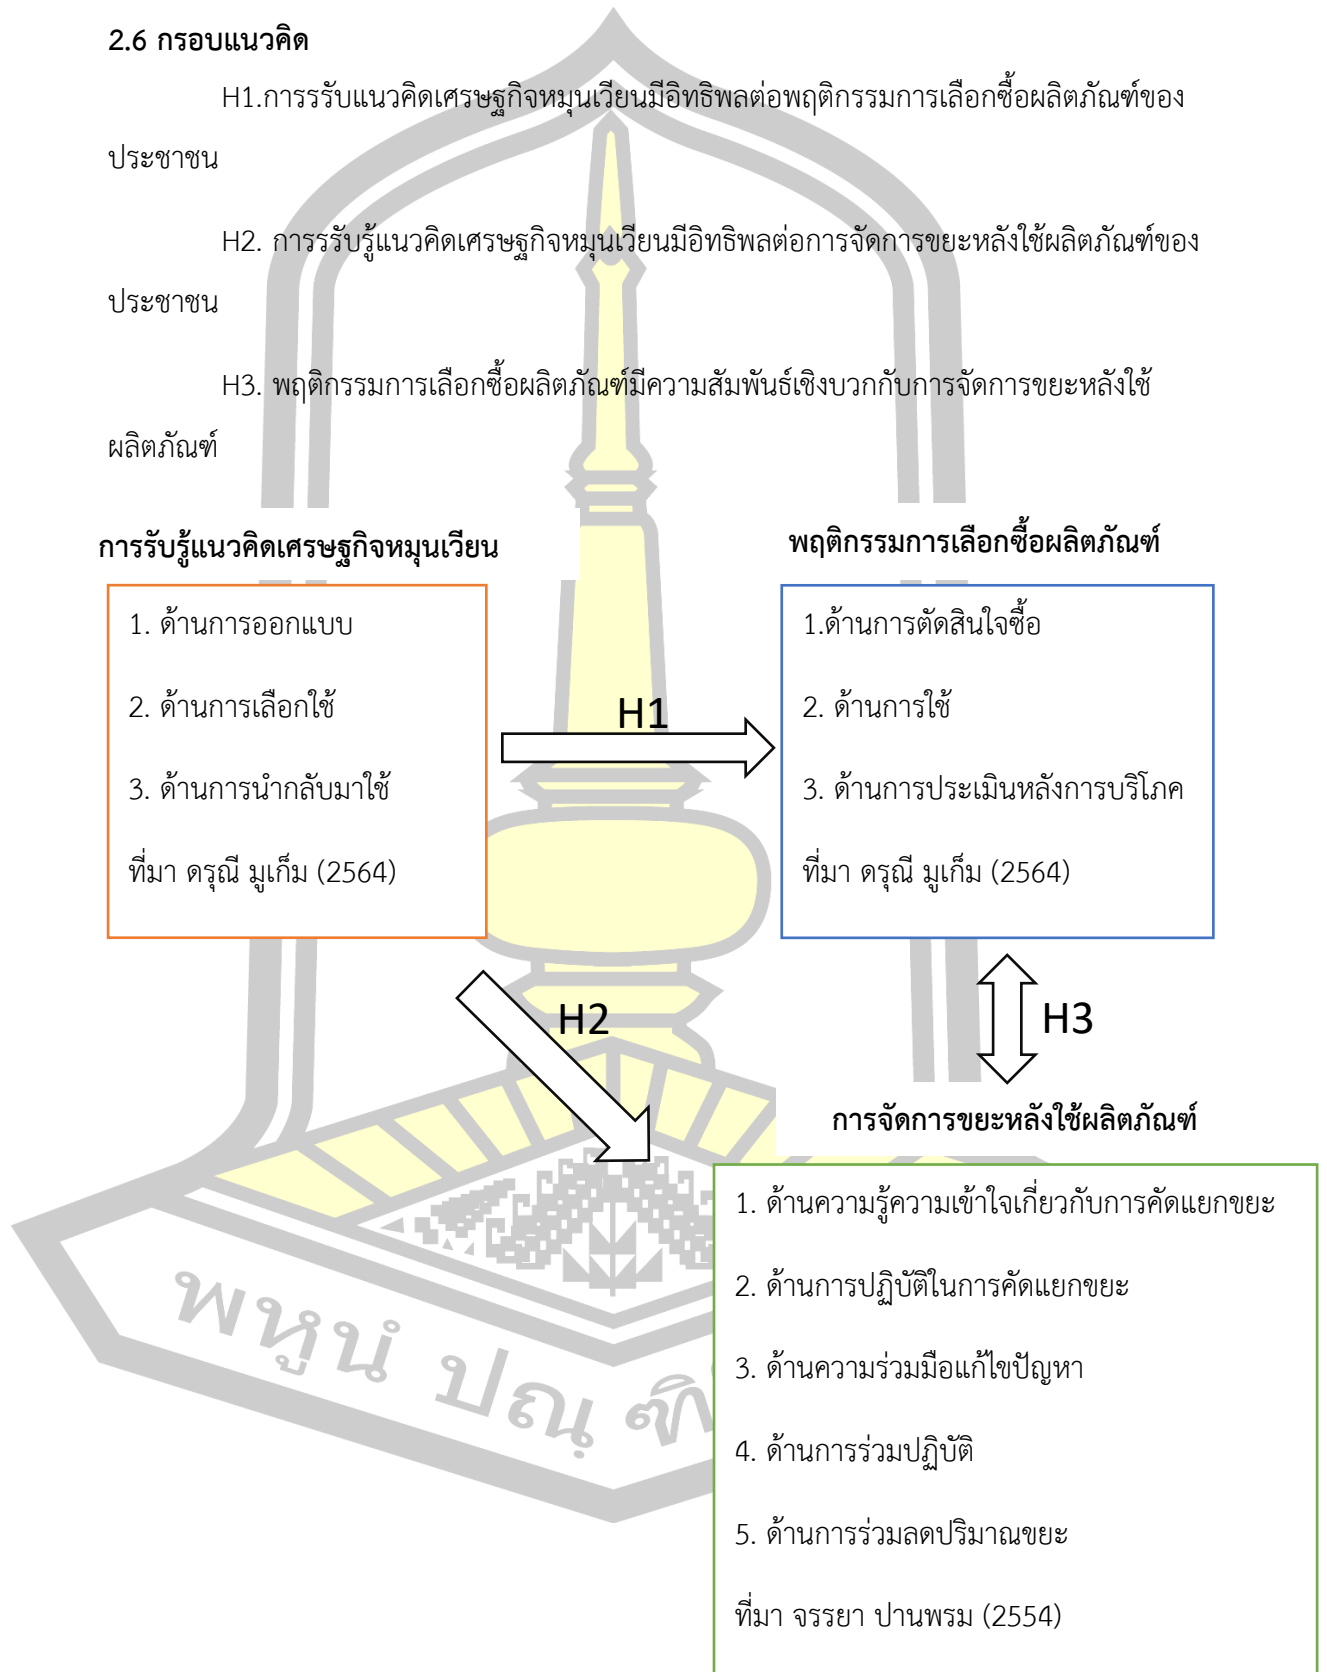 2.6 กรอบแนวคิด
H1.การรรับแนวคิดเศรษฐกิจหมุนเวียนมีอิทธิพลต่อพฤติกรรมการเลือกซื้อผลิตภัณฑ์ของ
ประชาชน
H2. การรรับรู้แนวคิดเศรษฐกิจหมุนเวียนมีอิทธิพลต่อการจัดการขยะหลังใช้ผลิตภัณฑ์ของ
ประชาชน
H3. พฤติกรรมการเลือกซื้อผลิตภัณฑ์มีความสัมพันธ์เชิงบวกกับการจัดการขยะหลังใช้
ผลิตภัณฑ์
การรับรู้แนวคิดเศรษฐกิจหมุนเวียน
1. ด้านการออกแบบ
2. ด้านการเลือกใช้
3. ด้านการนำกลับมาใช้
ที่มา ดรุณี มูเก็ม (2564)
H1
พฤติกรรมการเลือกซื้อผลิตภัณฑ์
1.ด้านการตัดสินใจซื้อ
2. ด้านการใช้
3. ด้านการประเมินหลังการบริโภค
ที่มา ดรุณี มูเก็ม (2564)
H2
H3
การจัดการขยะหลังใช้ผลิตภัณฑ์
1. ด้านความรู้ความเข้าใจเกี่ยวกับการคัดแยกขยะ
2. ด้านการปฏิบัติในการคัดแยกขยะ
3. ด้านความร่วมมือแก้ไขปัญหา
4. ด้านการร่วมปฏิบัติ
5. ด้านการร่วมลดปริมาณขยะ
ที่มา จรรยา ปานพรม (2554)
พหูนํ ปณฺ